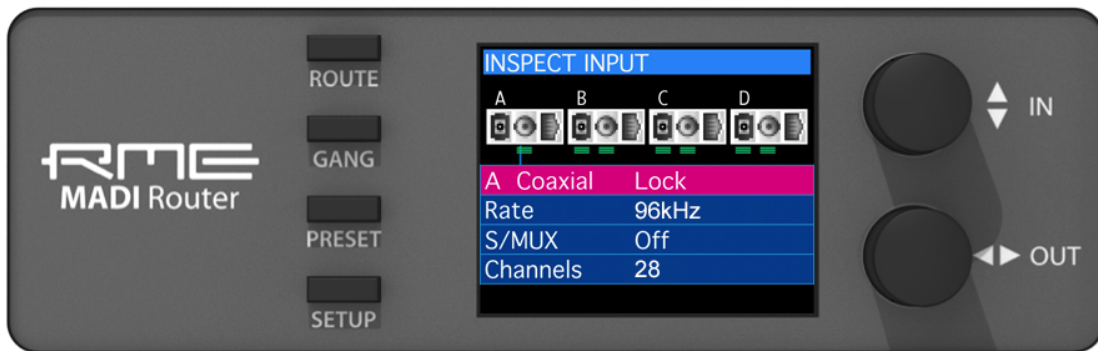 RME
MADI Router
ROUTE
GANG
PRESET
SETUP
INSPECT INPUT
A B C D
A Coaxial Lock
Rate 96kHz
S/MUX Off
Channels 28
IN
OUT